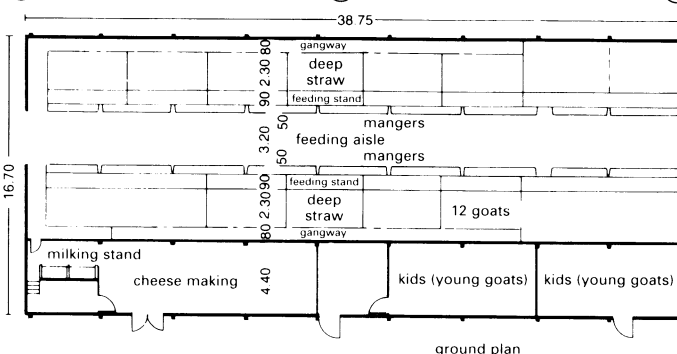 38.75
gangway
80
deep
straw
2.30
feeding stand
90
50
mangers
feeding aisle
3.20
mangers
50
feeding stand
90
deep
straw
2.30
12 goats
gangway
80
16.70
milking stand
cheese making
4.40
kids (young goats)
kids (young goats)
ground plan